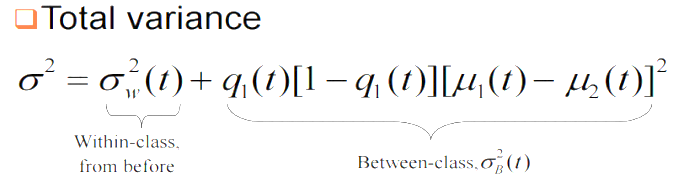 Total variance
σ² = σ_w²(t) + q₁(t)[1 − q₁(t)][μ₁(t) − μ₂(t)]²
Within-class,
from before
Between-class, σ_B²(t)